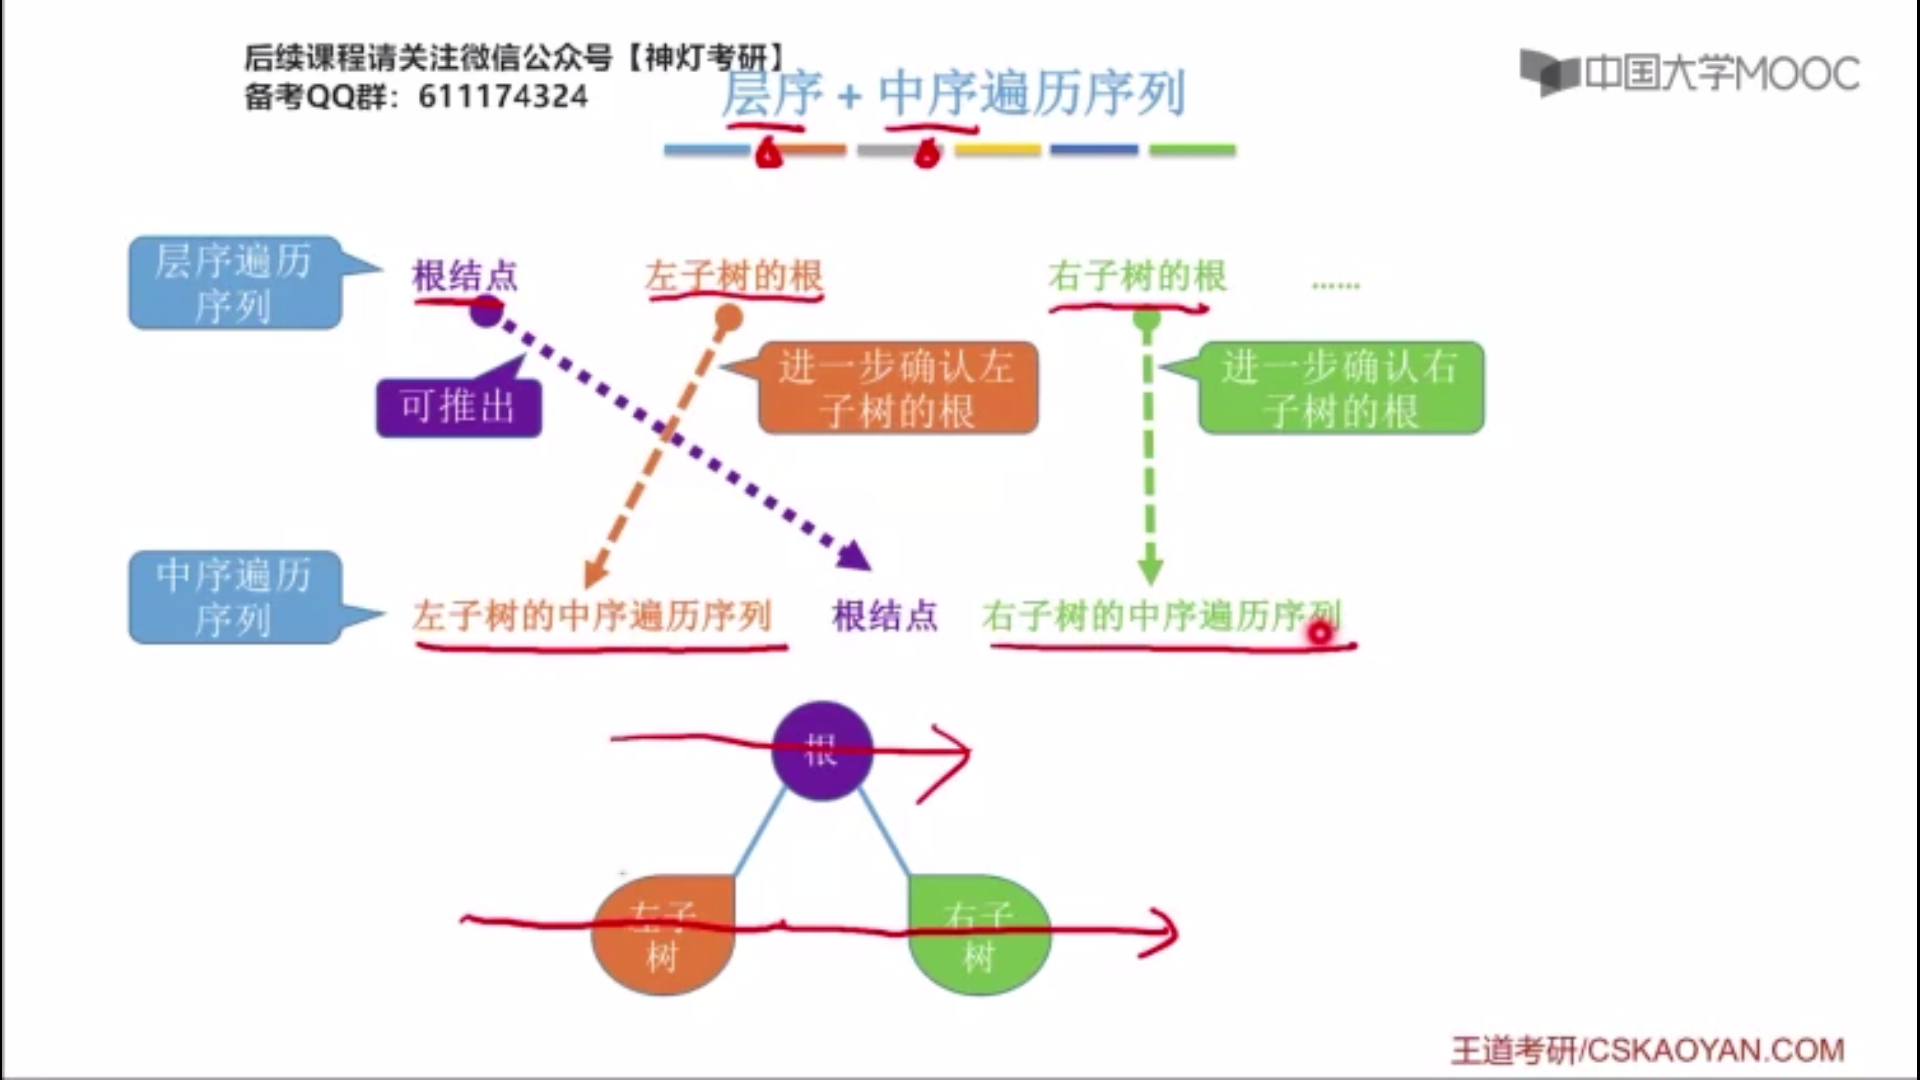 后续课程请关注微信公众号【神灯考研】
备考QQ群：611174324
中国大学MOOC
层序 + 中序遍历序列
层序遍历
序列
根结点
左子树的根
右子树的根
......
可推出
进一步确认左
子树的根
进一步确认右
子树的根
中序遍历
序列
左子树的中序遍历序列
根结点
右子树的中序遍历序列
根
左子
树
右子
树
王道考研/CSKAOYAN.COM